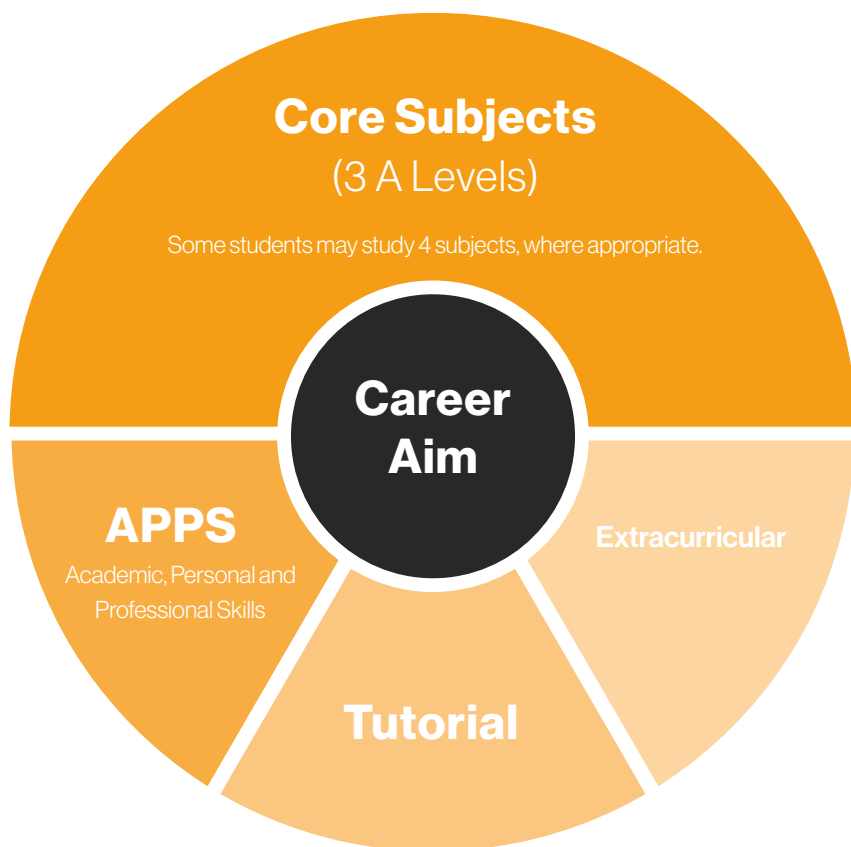 Core Subjects
(3 A Levels)
Some students may study 4 subjects, where appropriate.
Career
Aim
APPS
Academic, Personal and
Professional Skills
Extracurricular
Tutorial